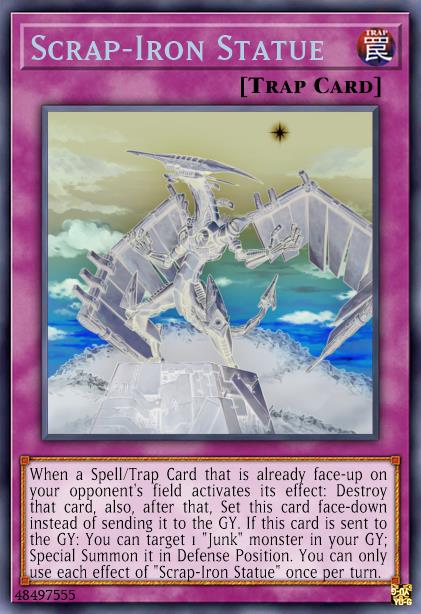 Scrap-Iron Statue
TRAP
罠
[Trap Card]
When a Spell/Trap Card that is already face-up on
your opponent's field activates its effect: Destroy
that card, also, after that, Set this card face-down
instead of sending it to the GY. If this card is sent to
the GY: You can target 1 "Junk" monster in your GY;
Special Summon it in Defense Position. You can only
use each effect of "Scrap-Iron Statue" once per turn.
48497555